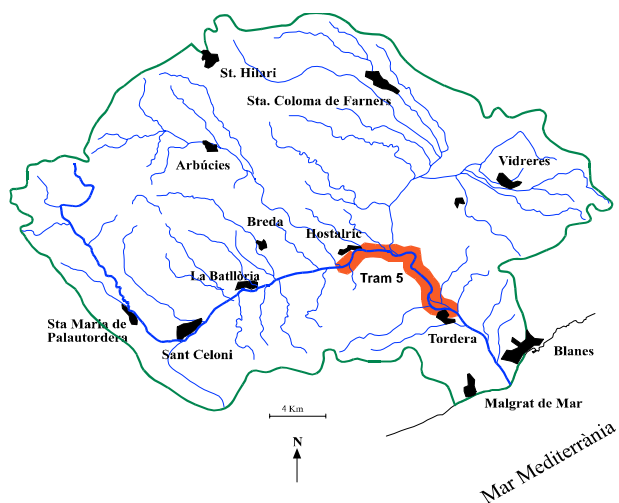 St. Hilari
Sta. Coloma de Farners
Arbúcies
Vidreres
Breda
Hostalric
La Batllòria
Tram 5
Sta Maria de
Palautordera
Sant Celoni
Tordera
Blanes
Malgrat de Mar
4 Km
N
Mar Mediterrània